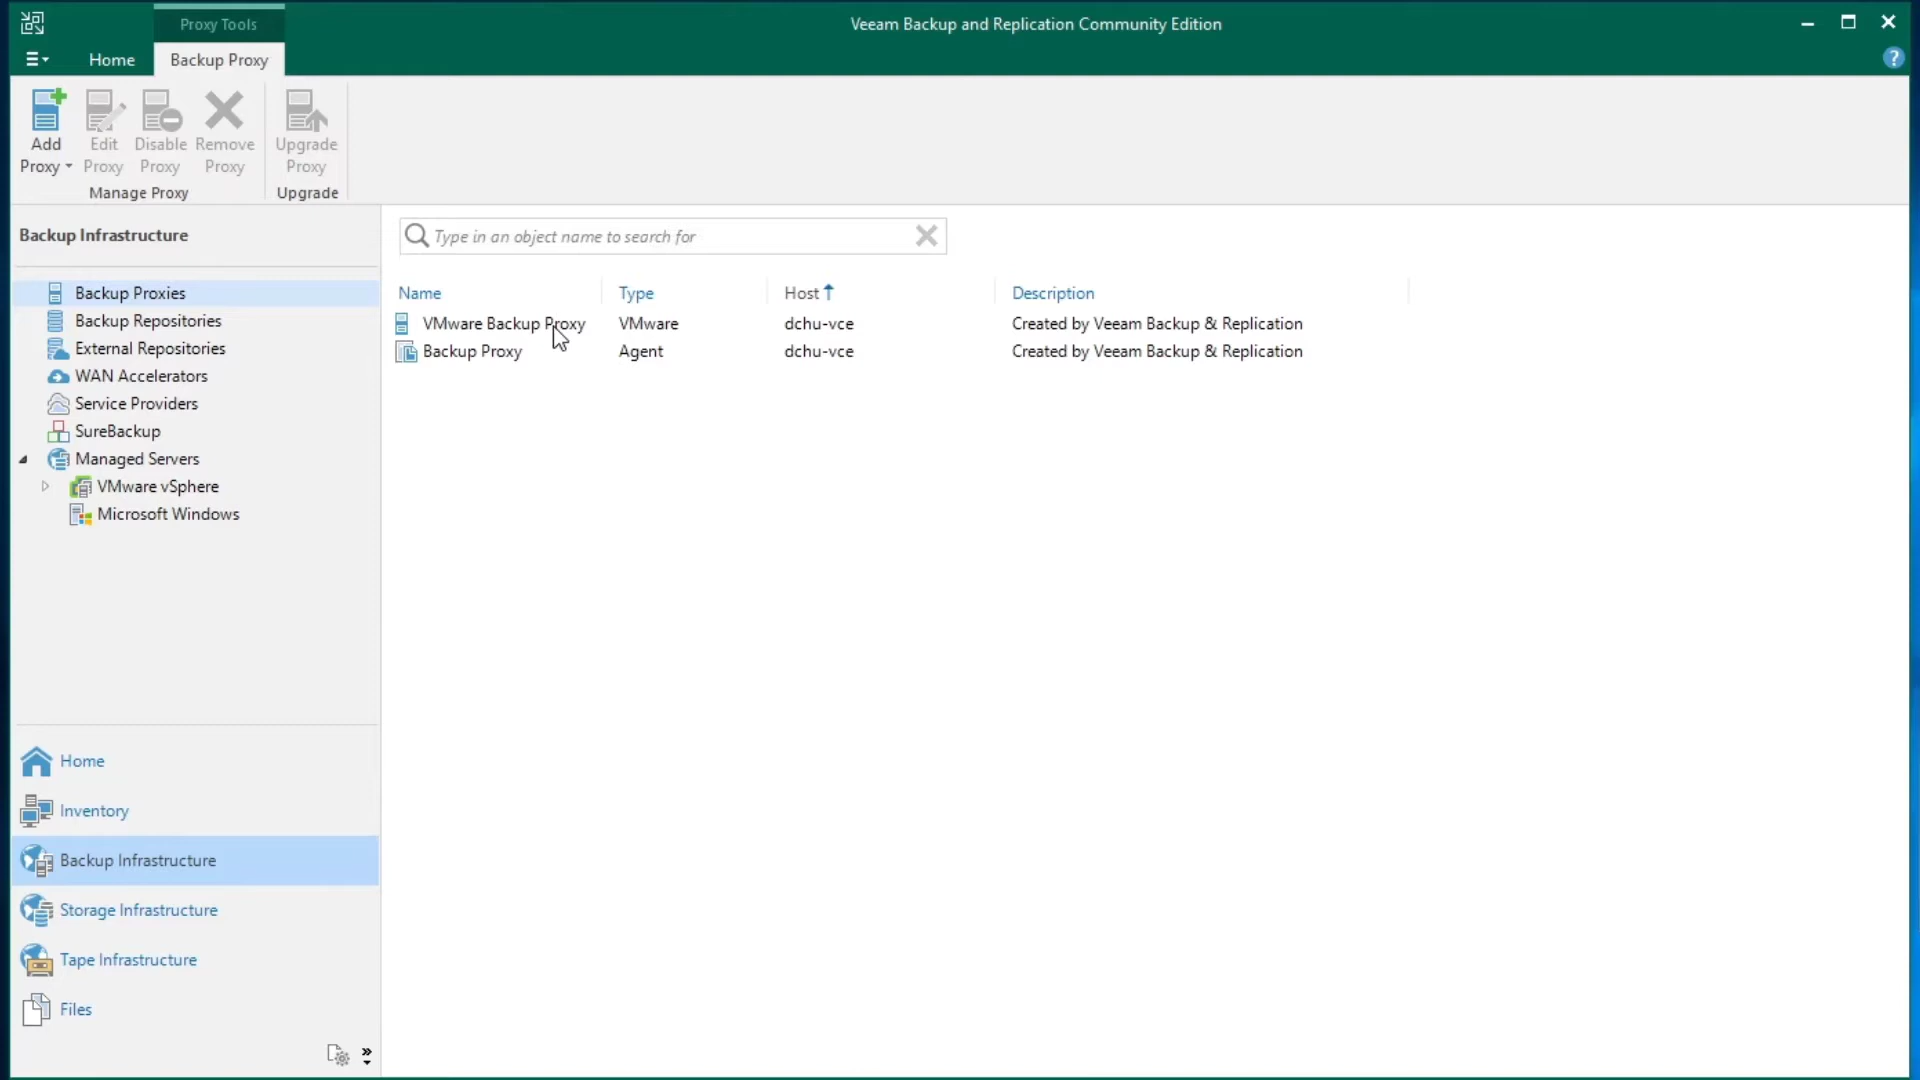 Proxy Tools
Veeam Backup and Replication Community Edition
Home
Backup Proxy
?
Add Proxy
Edit Proxy
Disable Proxy
Remove Proxy
Upgrade Proxy
Manage Proxy
Upgrade
Backup Infrastructure
Type in an object name to search for
Backup Proxies
Backup Repositories
External Repositories
WAN Accelerators
Service Providers
SureBackup
Managed Servers
VMware vSphere
Microsoft Windows
Name Type Host Description
VMware Backup Proxy VMware dchu-vce Created by Veeam Backup & Replication
Backup Proxy Agent dchu-vce Created by Veeam Backup & Replication
Home
Inventory
Backup Infrastructure
Storage Infrastructure
Tape Infrastructure
Files